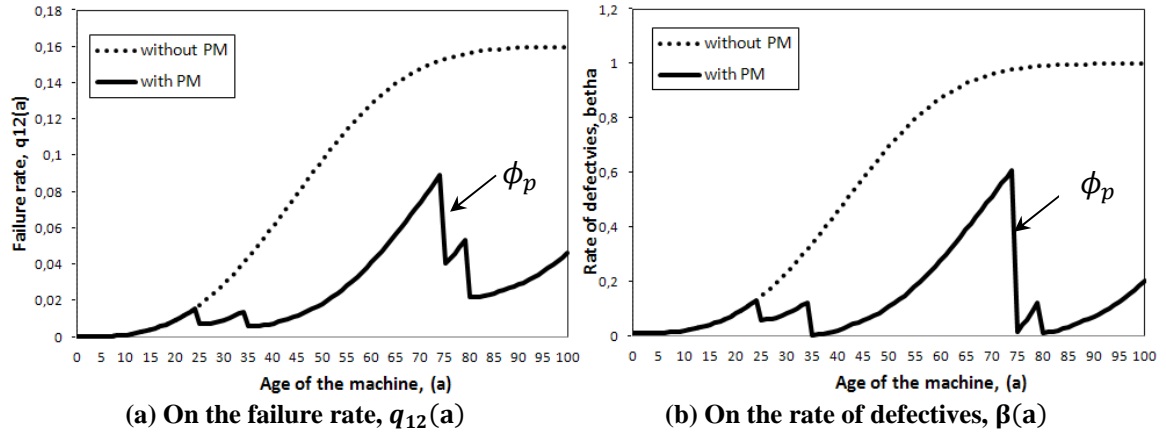 0,18
0,16
0,14
0,12
0,1
0,08
0,06
0,04
0,02
0
Failure rate, q12(a)
without PM
with PM
ϕp
0 5 10 15 20 25 30 35 40 45 50 55 60 65 70 75 80 85 90 95 100
Age of the machine, (a)
(a) On the failure rate, q12(a)
1,2
1
0,8
0,6
0,4
0,2
0
Rate of defectvies, betha
without PM
with PM
ϕp
0 5 10 15 20 25 30 35 40 45 50 55 60 65 70 75 80 85 90 95 100
Age of the machine, (a)
(b) On the rate of defectives, β(a)